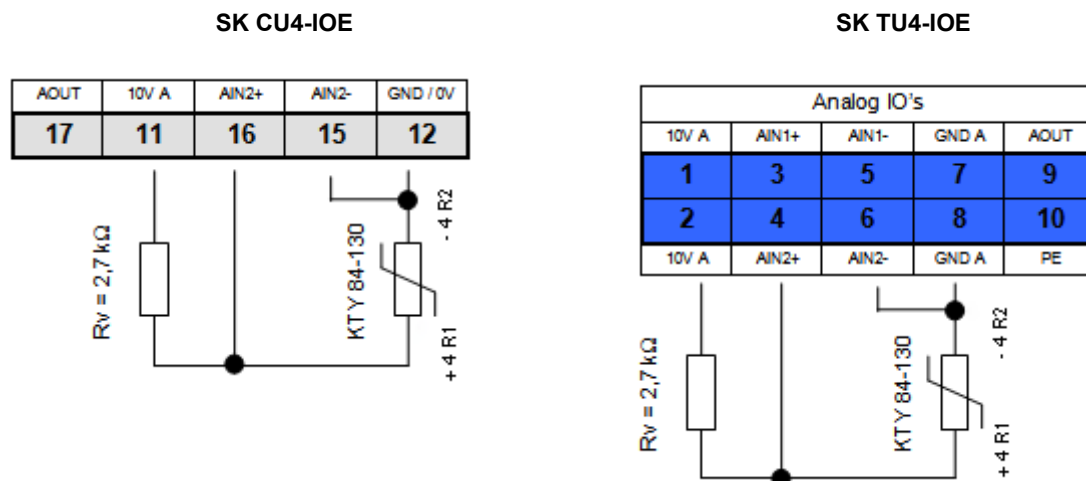 SK CU4-IOE
AOUT 10V A AIN2+ AIN2- GND / 0V
17 11 16 15 12
Rv = 2,7 kΩ
KTY 84-130
- 4 R2
+ 4 R1
SK TU4-IOE
Analog IO's
10V A AIN1+ AIN1- GND A AOUT
1 3 5 7 9
2 4 6 8 10
10V A AIN2+ AIN2- GND A PE
Rv = 2,7 kΩ
KTY 84-130
- 4 R2
+ 4 R1